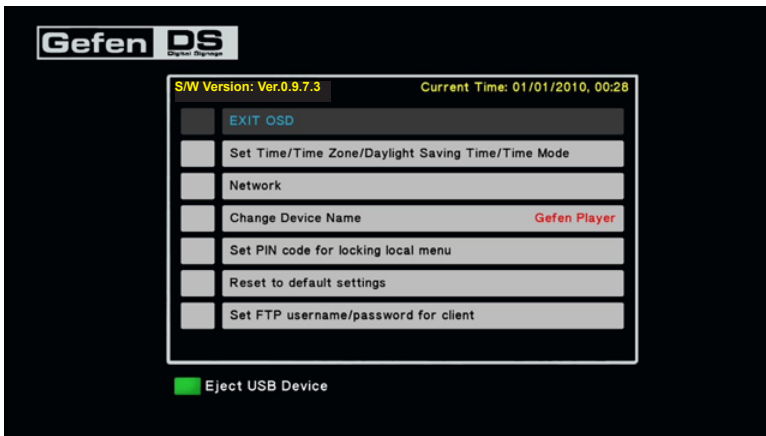 Gefen DS
Digital Signage
S/W Version: Ver.0.9.7.3 Current Time: 01/01/2010, 00:28
EXIT OSD
Set Time/Time Zone/Daylight Saving Time/Time Mode
Network
Change Device Name Gefen Player
Set PIN code for locking local menu
Reset to default settings
Set FTP username/password for client
Eject USB Device